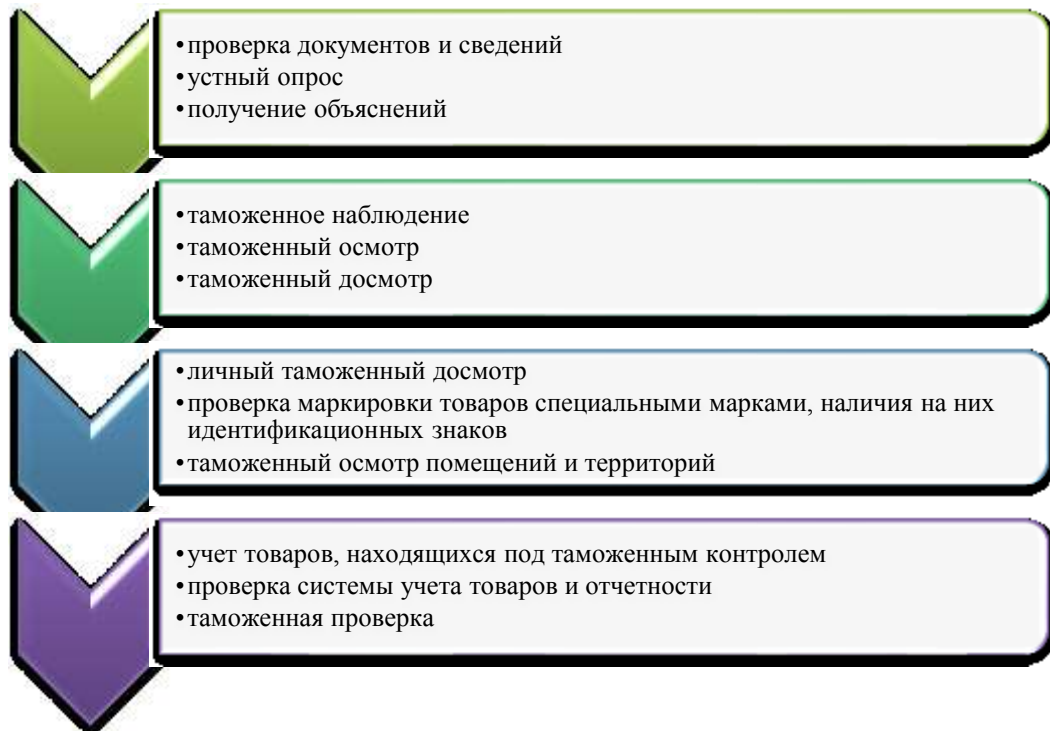 •проверка документов и сведений
•устный опрос
•получение объяснений
•таможенное наблюдение
•таможенный осмотр
•таможенный досмотр
•личный таможенный досмотр
•проверка маркировки товаров специальными марками, наличия на них
идентификационных знаков
•таможенный осмотр помещений и территорий
•учет товаров, находящихся под таможенным контролем
•проверка системы учета товаров и отчетности
•таможенная проверка